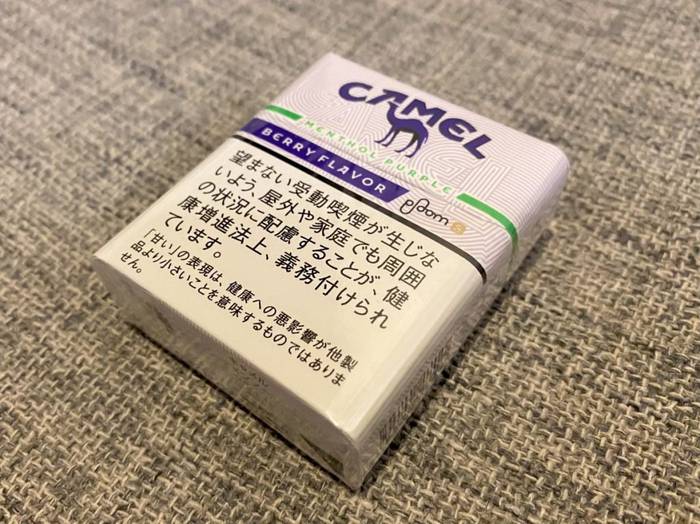 CAMEL
MENTHOL PURPLE
BERRY FLAVOR
ploom s
望まない受動喫煙が生じな
いよう、屋外や家庭でも周囲
の状況に配慮することが、健
康増進法上、義務付けられ
ています。
「甘い」の表現は、健康への悪影響が他製
品より小さいことを意味するものではありま
せん。